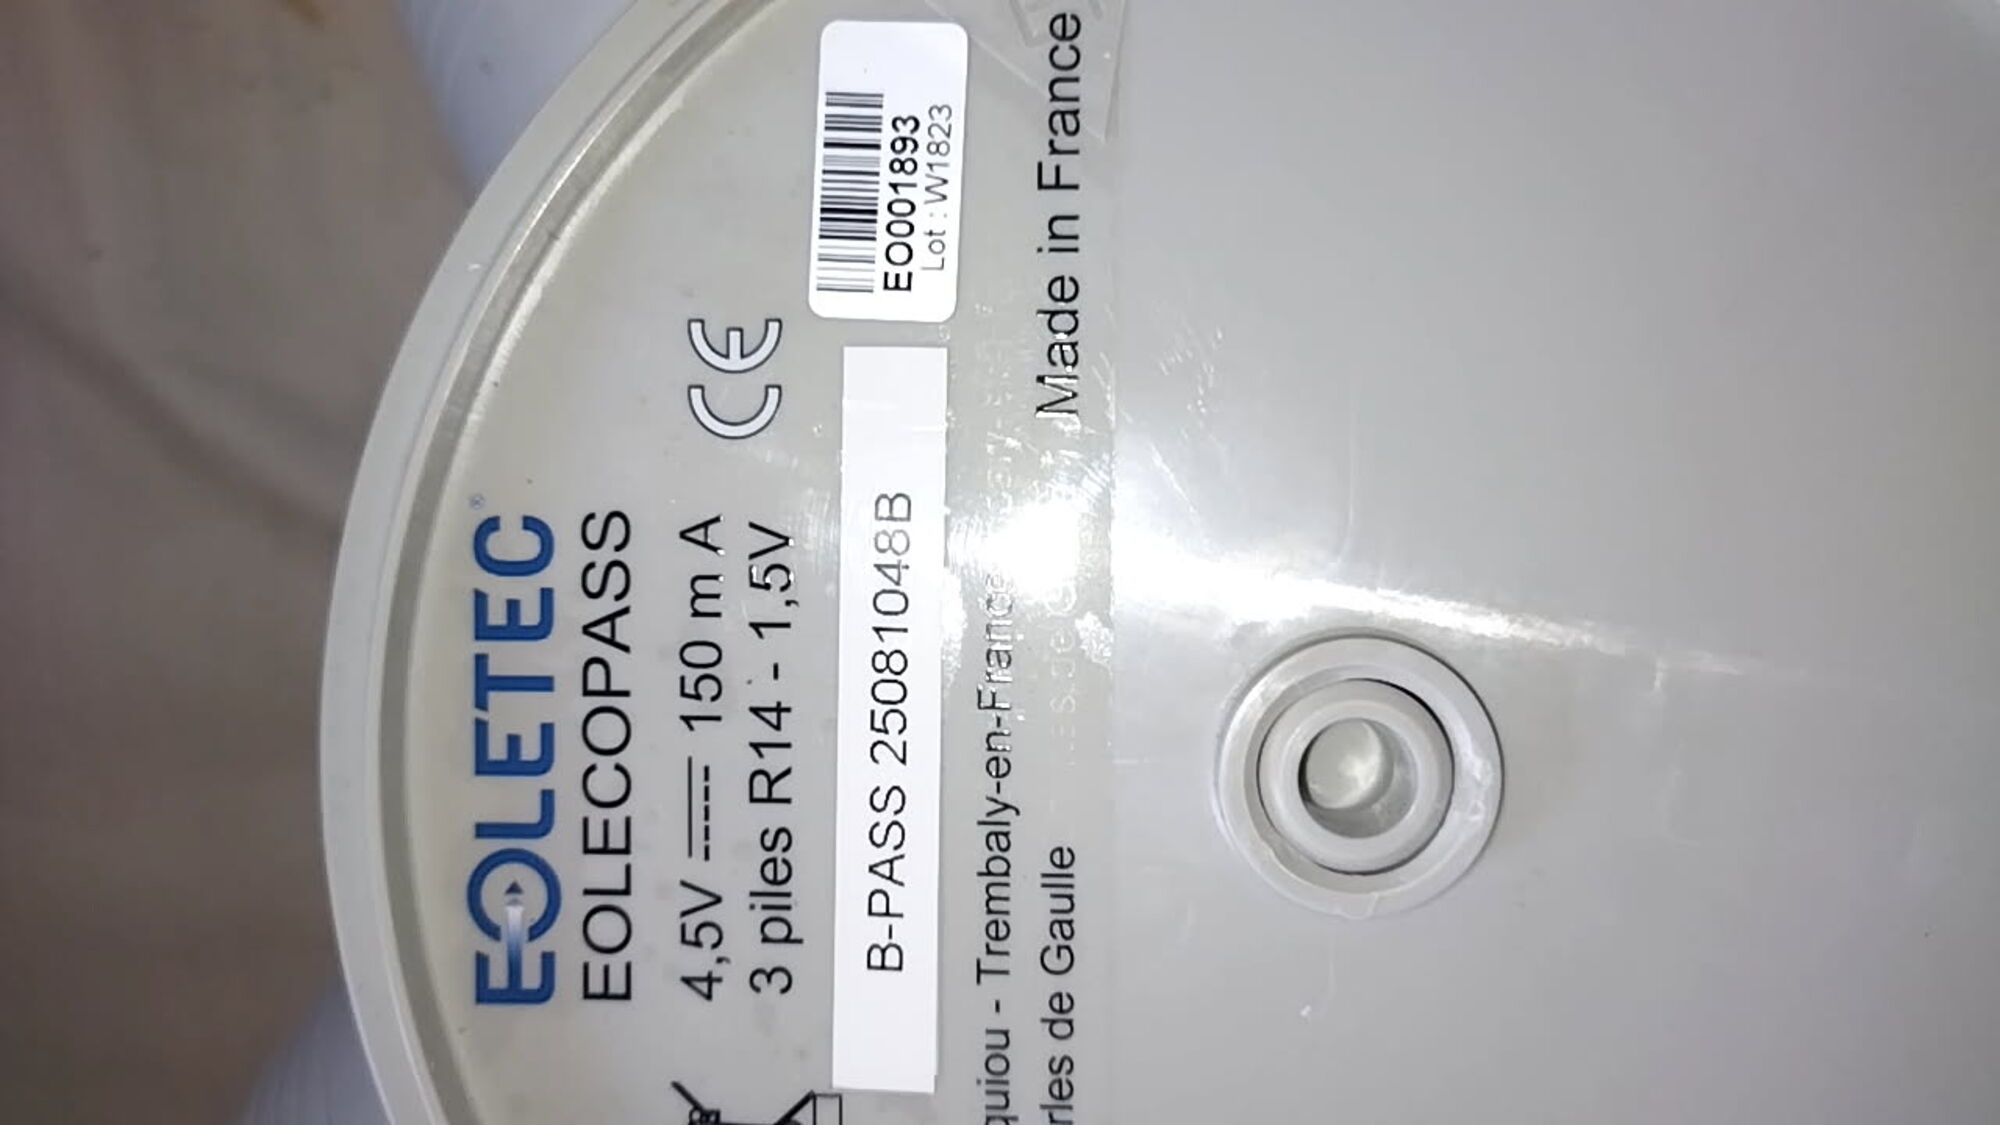 EOLETEC®
EOLECOPASS
4,5V 150 m A
3 piles R14 - 1,5V
B-PASS 25081048B
EO001893
Lot : W1823
quiou - Trembaly-en-France
rles de Gaulle
Made in France